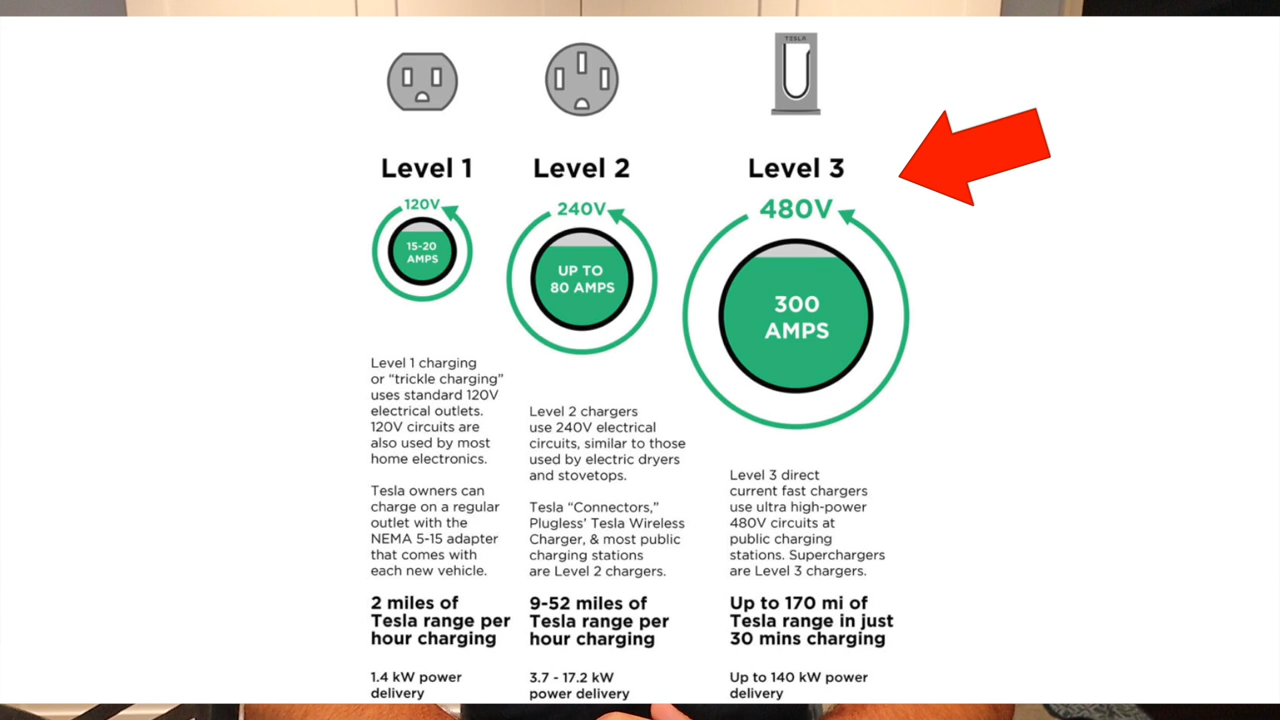 TESLA
Level 1
120V
15-20
AMPS
Level 1 charging
or “trickle charging”
uses standard 120V
electrical outlets.
120V circuits are
also used by most
home electronics.
Tesla owners can
charge on a regular
outlet with the
NEMA 5-15 adapter
that comes with
each new vehicle.
2 miles of
Tesla range per
hour charging
1.4 kW power
delivery
Level 2
240V
UP TO
80 AMPS
Level 2 chargers
use 240V electrical
circuits, similar to those
used by electric dryers
and stovetops.
Tesla “Connectors,”
Plugless’ Tesla Wireless
Charger, & most public
charging stations
are Level 2 chargers.
9-52 miles of
Tesla range per
hour charging
3.7 - 17.2 kW
power delivery
Level 3
480V
300
AMPS
Level 3 direct
current fast chargers
use ultra high-power
480V circuits at
public charging
stations. Superchargers
are Level 3 chargers.
Up to 170 mi of
Tesla range in just
30 mins charging
Up to 140 kW power
delivery